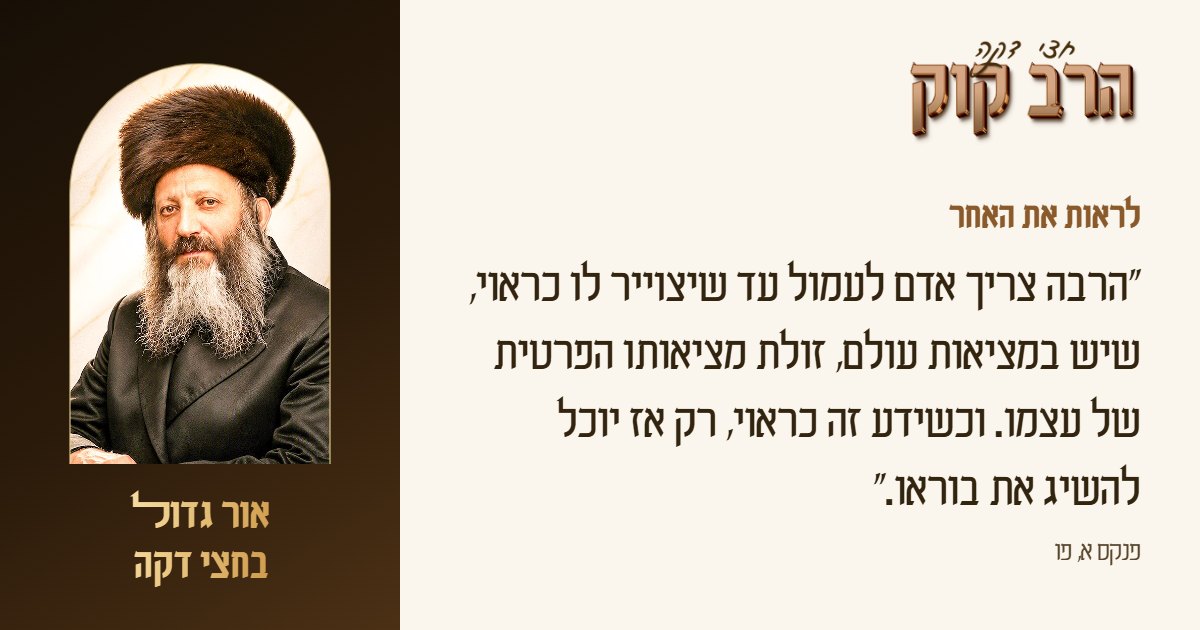 חצי דקה
הרב קוק
לראות את האחר
"הרבה צריך אדם לעמול עד שיצוייר לו כראוי,
שיש במציאות עולם, זולת מציאותו הפרטית
של עצמו. וכשידע זה כראוי, רק אז יוכל
להשיג את בוראו."
פנקס א, פו
אור גדול
בחצי דקה